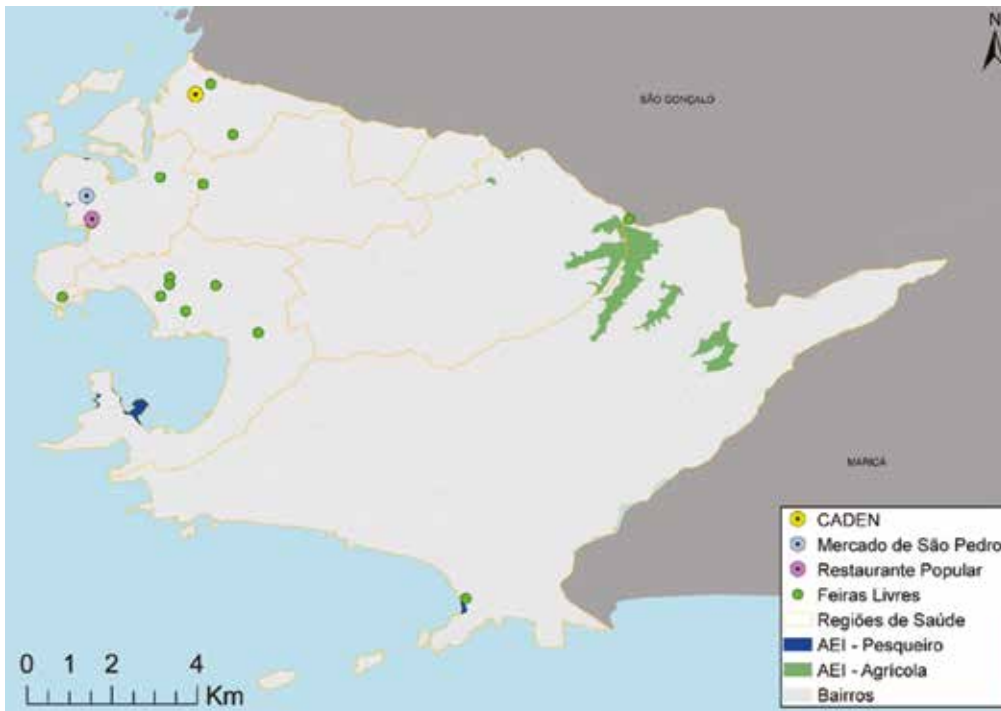 N
SÃO GONÇALO
MARICÁ
CADEN
Mercado de São Pedro
Restaurante Popular
Feiras Livres
Regiões de Saúde
AEI - Pesqueiro
AEI - Agrícola
Bairros
0 1 2 4
Km